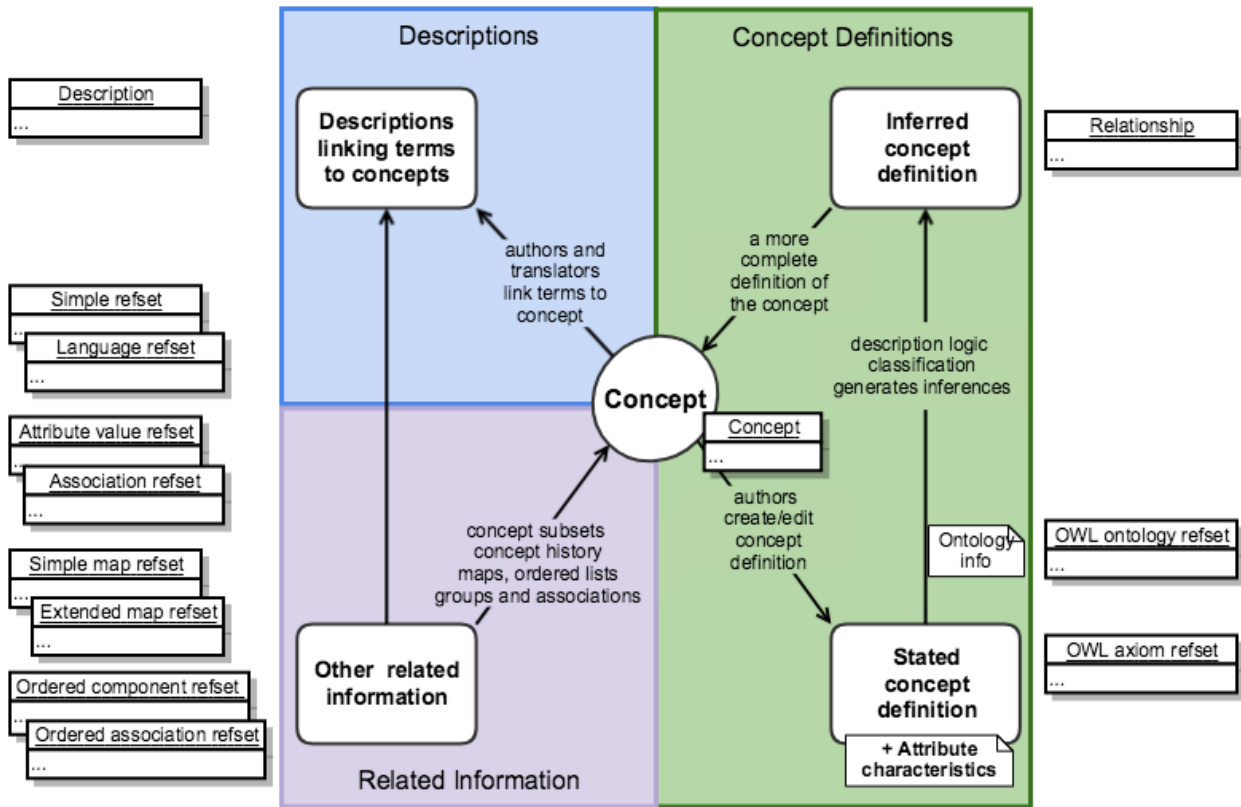 Descriptions
Concept Definitions
Description
...
Descriptions
linking terms
to concepts
Inferred
concept
definition
Relationship
...
authors and
translators
link terms to
concept
a more
complete
definition of
the concept
Simple refset
...
Language refset
...
description logic
classification
generates inferences
Concept
Concept
...
Attribute value refset
...
Association refset
...
concept subsets
concept history
maps, ordered lists
groups and associations
authors
create/edit
concept
definition
Ontology
info
OWL ontology refset
...
Simple map refset
...
Extended map refset
...
Other related
information
Stated
concept
definition
+ Attribute
characteristics
OWL axiom refset
...
Ordered component refset
...
Ordered association refset
...
Related Information